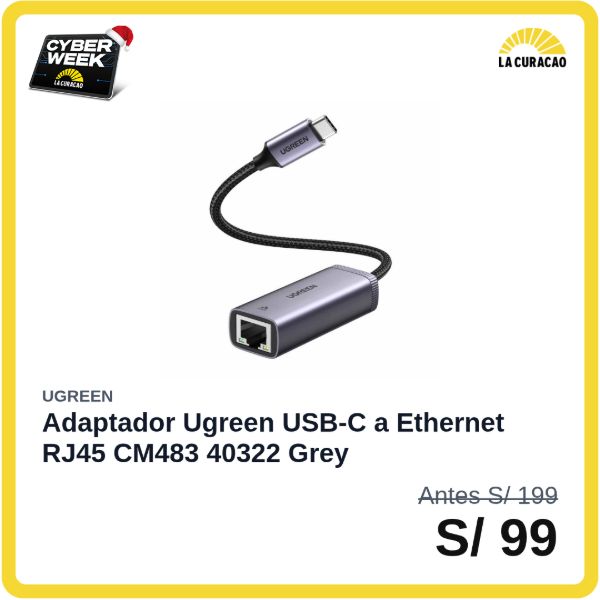 CYBER
WEEK
LA CURACAO
LA CURACAO
UGREEN
UGREEN
UGREEN
Adaptador Ugreen USB-C a Ethernet
RJ45 CM483 40322 Grey
Antes S/ 199
S/ 99